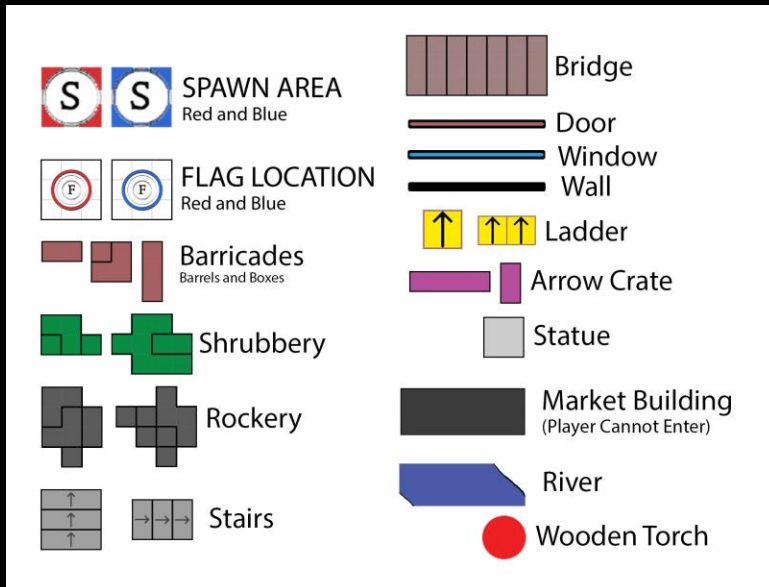 S
S
SPAWN AREA
Red and Blue
F
F
FLAG LOCATION
Red and Blue
Barricades
Barrels and Boxes
Shrubbery
Rockery
Stairs
Bridge
Door
Window
Wall
Ladder
Arrow Crate
Statue
Market Building
(Player Cannot Enter)
River
Wooden Torch